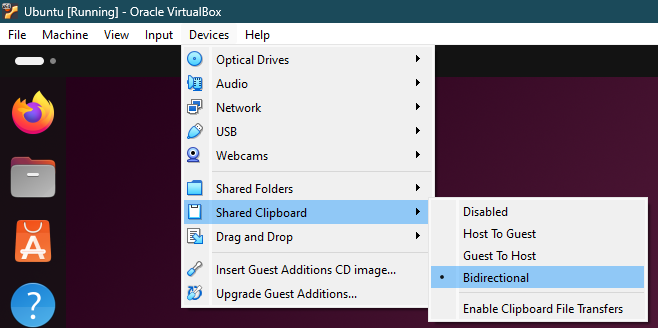 Ubuntu [Running] - Oracle VirtualBox
File Machine View Input Devices Help
Optical Drives
Audio
Network
USB
Webcams
Shared Folders
Shared Clipboard
Drag and Drop
Insert Guest Additions CD image...
Upgrade Guest Additions...
Disabled
Host To Guest
Guest To Host
Bidirectional
Enable Clipboard File Transfers